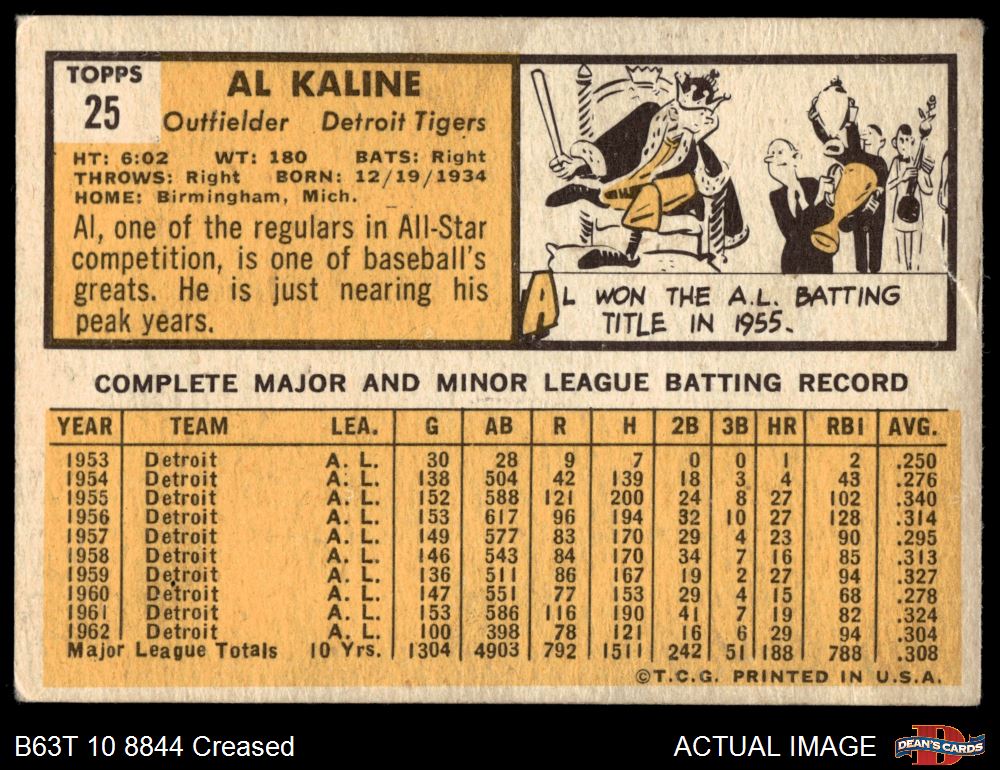 TOPPS
25
AL KALINE
Outfielder Detroit Tigers
HT: 6:02 WT: 180 BATS: Right
THROWS: Right BORN: 12/19/1934
HOME: Birmingham, Mich.
Al, one of the regulars in All-Star
competition, is one of baseball's
greats. He is just nearing his
peak years.
AL WON THE A.L. BATTING
TITLE IN 1955.
COMPLETE MAJOR AND MINOR LEAGUE BATTING RECORD
YEAR TEAM LEA. G AB R H 2B 3B HR RBI AVG.
1953 Detroit A. L. 30 28 9 7 0 0 1 2 .250
1954 Detroit A. L. 138 504 42 139 18 3 4 43 .276
1955 Detroit A. L. 152 588 121 200 24 8 27 102 .340
1956 Detroit A. L. 153 617 96 194 32 10 27 128 .314
1957 Detroit A. L. 149 577 83 170 29 4 23 90 .295
1958 Detroit A. L. 146 543 84 170 34 7 16 85 .313
1959 Detroit A. L. 136 511 86 167 19 2 27 94 .327
1960 Detroit A. L. 147 551 77 153 29 4 15 68 .278
1961 Detroit A. L. 153 586 116 190 41 7 19 82 .324
1962 Detroit A. L. 100 398 78 121 16 6 29 94 .304
Major League Totals 10 Yrs. 1304 4903 792 1511 242 51 188 788 .308
©T.C.G. PRINTED IN U.S.A.
B63T 10 8844 Creased
ACTUAL IMAGE
DEAN'S CARDS